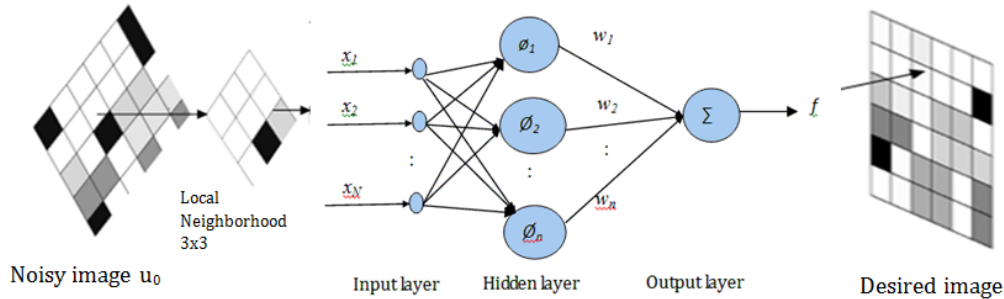 x1
x2
:
xN
ø1
Ø2
:
Øn
w1
w2
:
wn
Σ
f
Local
Neighborhood
3x3
Noisy image u0
Input layer
Hidden layer
Output layer
Desired image